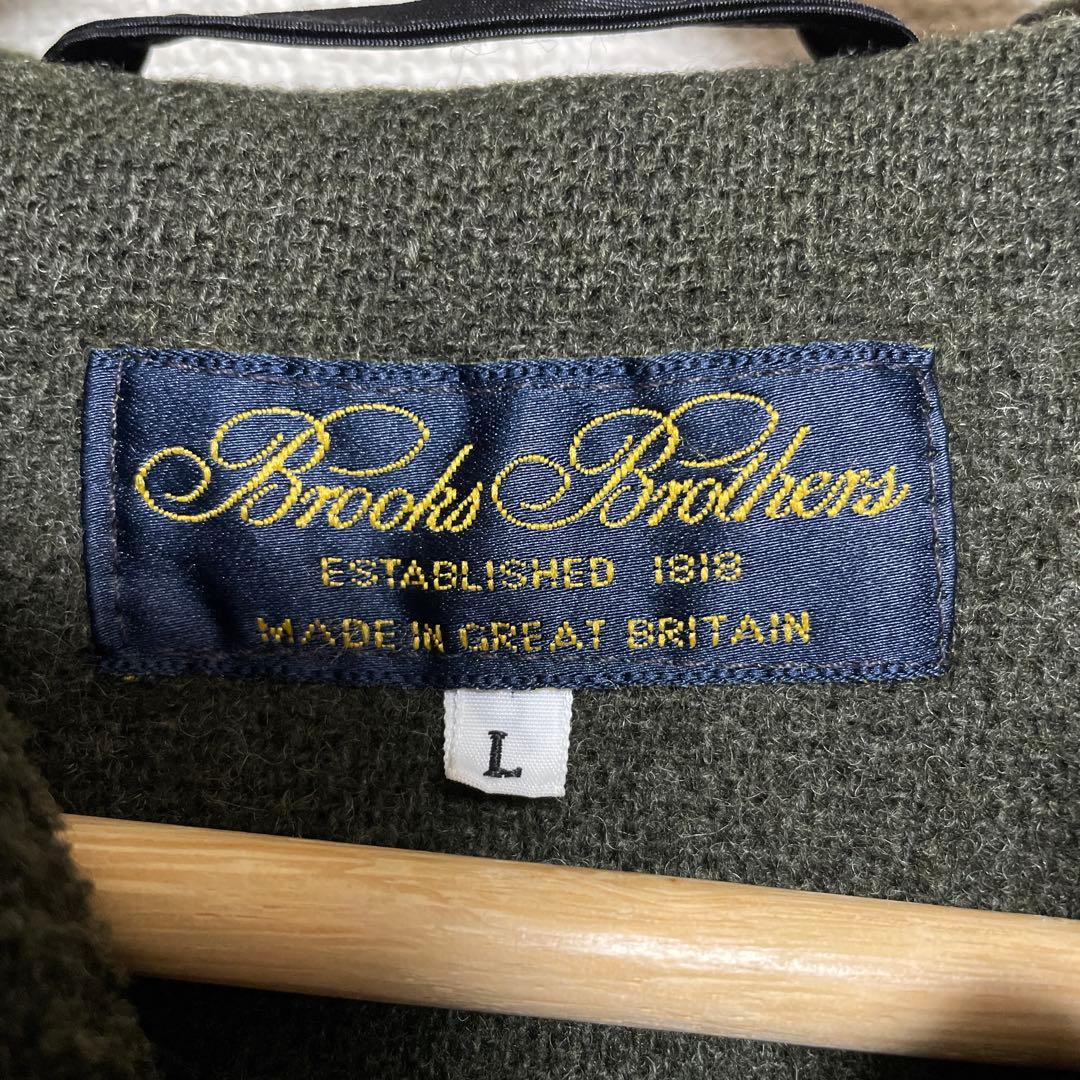 Brooks Brothers
ESTABLISHED 1818
MADE IN GREAT BRITAIN
L